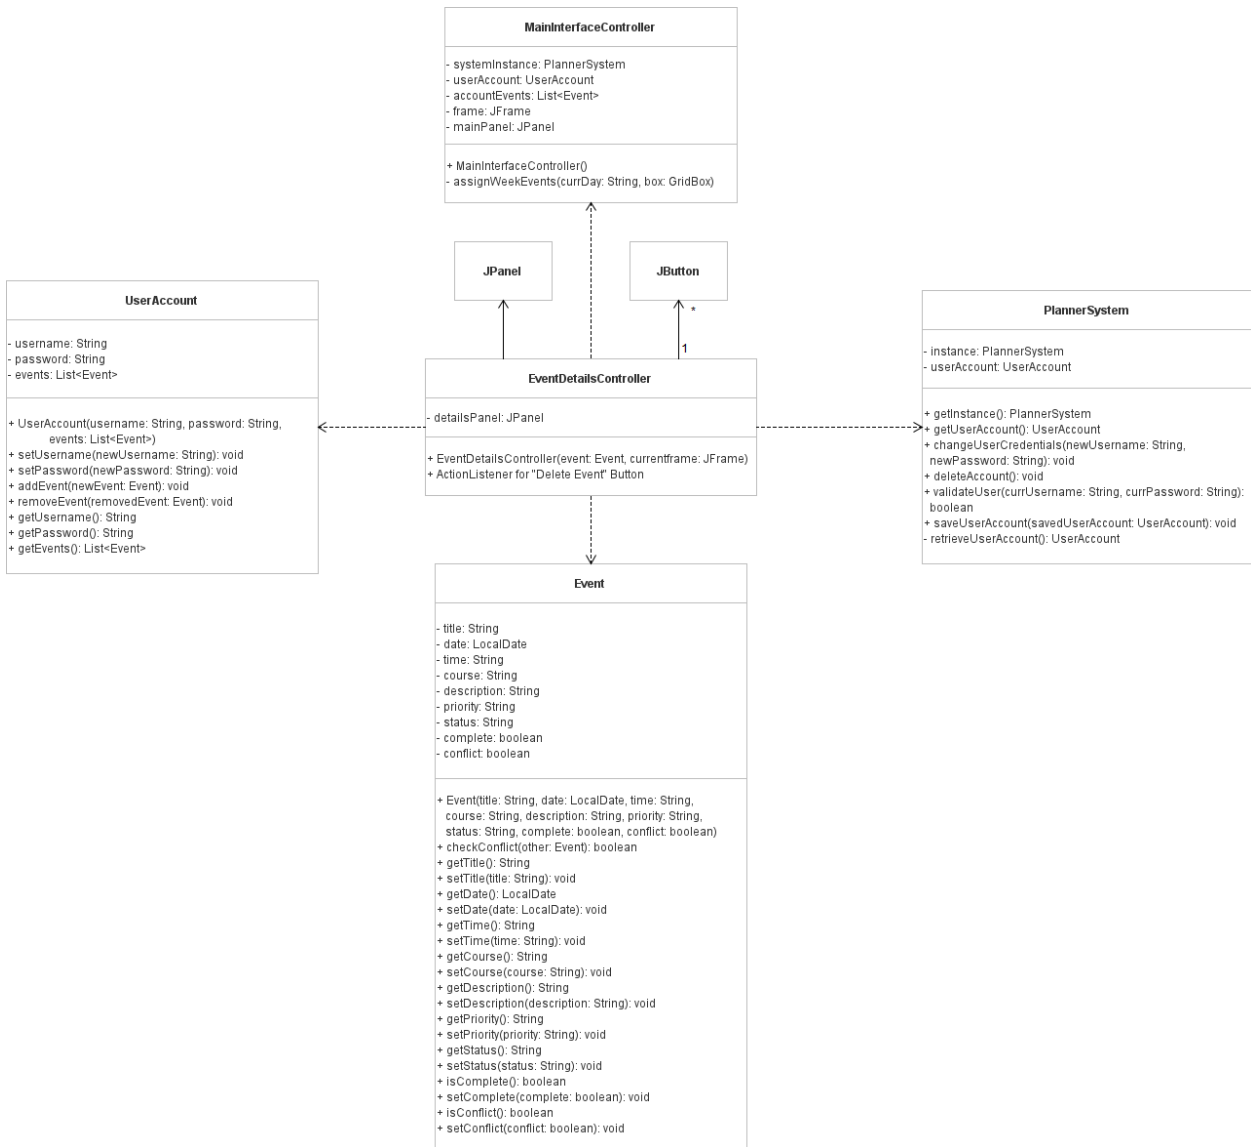 MainInterfaceController
- systemInstance: PlannerSystem
- userAccount: UserAccount
- accountEvents: List<Event>
- frame: JFrame
- mainPanel: JPanel
+ MainInterfaceController()
- assignWeekEvents(currDay: String, box: GridBox)
JPanel
JButton
*
1
UserAccount
- username: String
- password: String
- events: List<Event>
+ UserAccount(username: String, password: String,
events: List<Event>)
+ setUsername(newUsername: String): void
+ setPassword(newPassword: String): void
+ addEvent(newEvent: Event): void
+ removeEvent(removedEvent: Event): void
+ getUsername(): String
+ getPassword(): String
+ getEvents(): List<Event>
EventDetailsController
- detailsPanel: JPanel
+ EventDetailsController(event: Event, currentframe: JFrame)
+ ActionListener for "Delete Event" Button
PlannerSystem
- instance: PlannerSystem
- userAccount: UserAccount
+ getInstance(): PlannerSystem
+ getUserAccount(): UserAccount
+ changeUserCredentials(newUsername: String,
newPassword: String): void
+ deleteAccount(): void
+ validateUser(currUsername: String, currPassword: String):
boolean
+ saveUserAccount(savedUserAccount: UserAccount): void
- retrieveUserAccount(): UserAccount
Event
- title: String
- date: LocalDate
- time: String
- course: String
- description: String
- priority: String
- status: String
- complete: boolean
- conflict: boolean
+ Event(title: String, date: LocalDate, time: String,
course: String, description: String, priority: String,
status: String, complete: boolean, conflict: boolean)
+ checkConflict(other: Event): boolean
+ getTitle(): String
+ setTitle(title: String): void
+ getDate(): LocalDate
+ setDate(date: LocalDate): void
+ getTime(): String
+ setTime(time: String): void
+ getCourse(): String
+ setCourse(course: String): void
+ getDescription(): String
+ setDescription(description: String): void
+ getPriority(): String
+ setPriority(priority: String): void
+ getStatus(): String
+ setStatus(status: String): void
+ isComplete(): boolean
+ setComplete(complete: boolean): void
+ isConflict(): boolean
+ setConflict(conflict: boolean): void